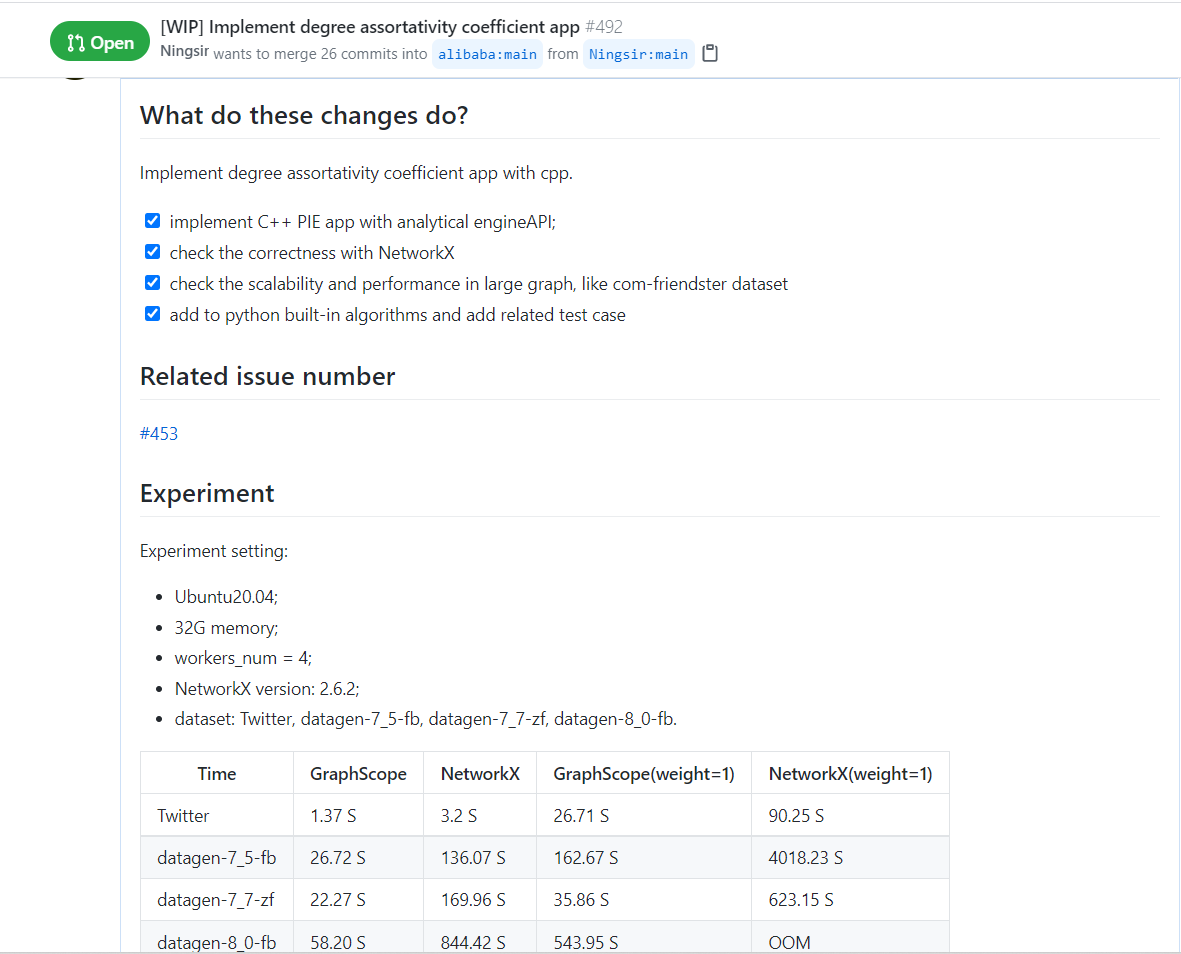 Open
[WIP] Implement degree assortativity coefficient app #492
Ningsir wants to merge 26 commits into alibaba:main from Ningsir:main
What do these changes do?
Implement degree assortativity coefficient app with cpp.
implement C++ PIE app with analytical engineAPI;
check the correctness with NetworkX
check the scalability and performance in large graph, like com-friendster dataset
add to python built-in algorithms and add related test case
Related issue number
#453
Experiment
Experiment setting:
• Ubuntu20.04;
• 32G memory;
• workers_num = 4;
• NetworkX version: 2.6.2;
• dataset: Twitter, datagen-7_5-fb, datagen-7_7-zf, datagen-8_0-fb.
Time GraphScope NetworkX GraphScope(weight=1) NetworkX(weight=1)
Twitter 1.37 S 3.2 S 26.71 S 90.25 S
datagen-7_5-fb 26.72 S 136.07 S 162.67 S 4018.23 S
datagen-7_7-zf 22.27 S 169.96 S 35.86 S 623.15 S
datagen-8_0-fb 58.20 S 844.42 S 543.95 S OOM